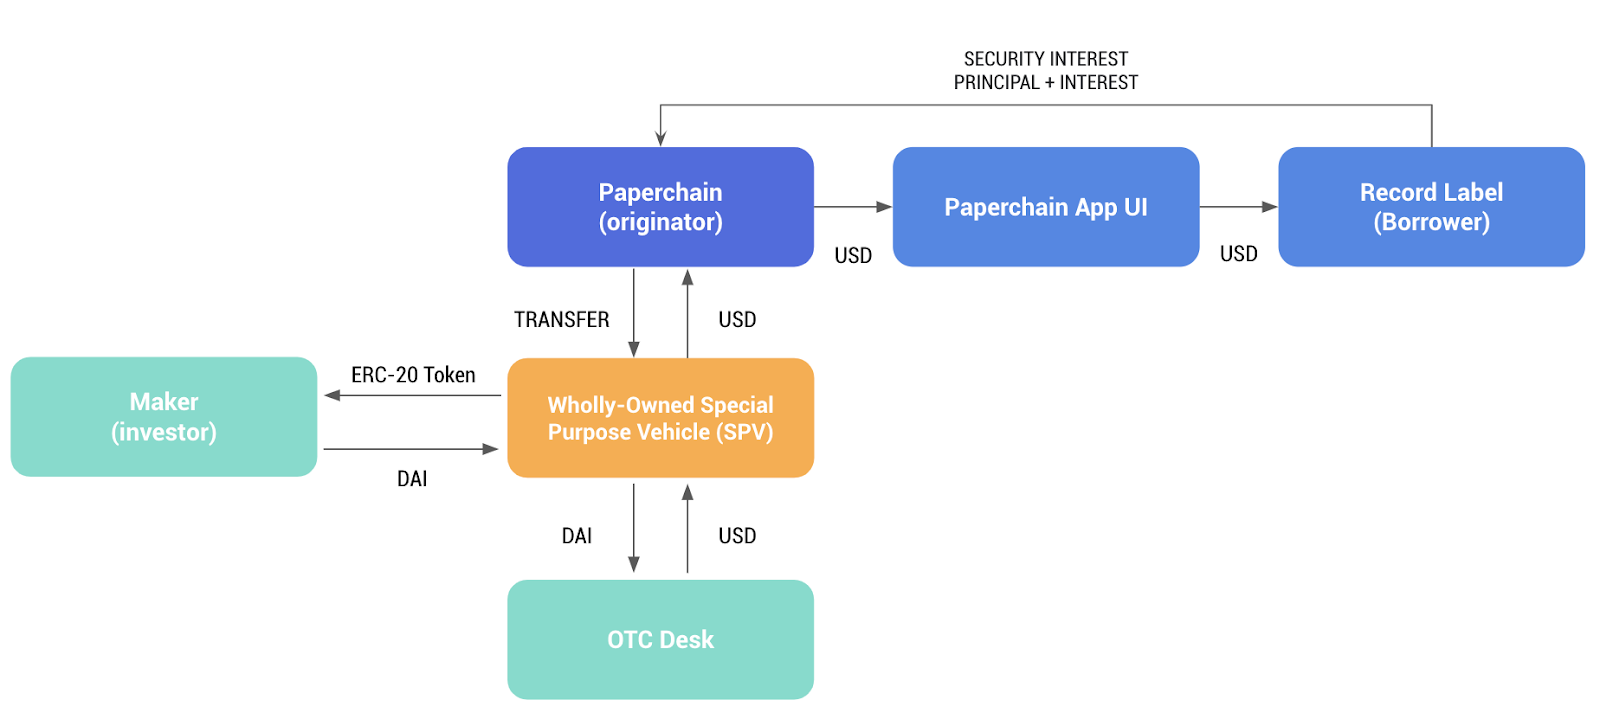 SECURITY INTEREST
PRINCIPAL + INTEREST
Paperchain
(originator)
USD
Paperchain App UI
USD
Record Label
(Borrower)
TRANSFER
USD
Maker
(investor)
ERC-20 Token
DAI
Wholly-Owned Special
Purpose Vehicle (SPV)
DAI
USD
OTC Desk